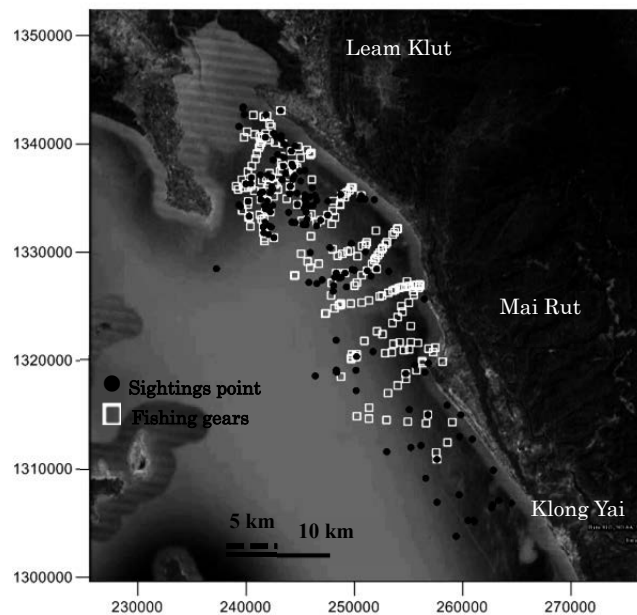 1350000
Leam Klut
1340000
1330000
Mai Rut
1320000
Sightings point
Fishing gears
1310000
Klong Yai
5 km
10 km
1300000
230000 240000 250000 260000 270000